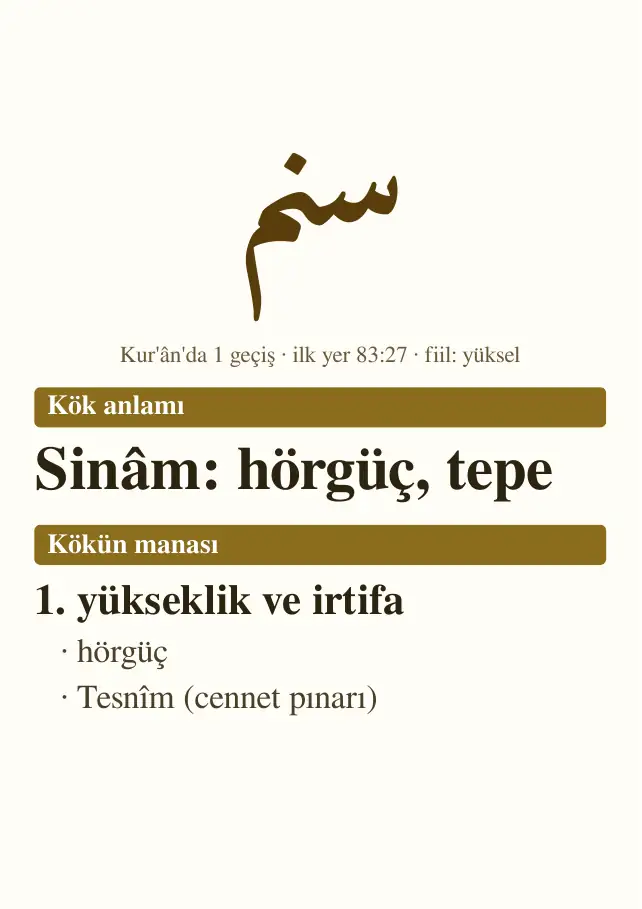 سنم
Kur'ân'da 1 geçiş · ilk yer 83:27 · fiil: yüksel
Kök anlamı
Sinâm: hörgüç, tepe
Kökün manası
1. yükseklik ve irtifa
· hörgüç
· Tesnîm (cennet pınarı)